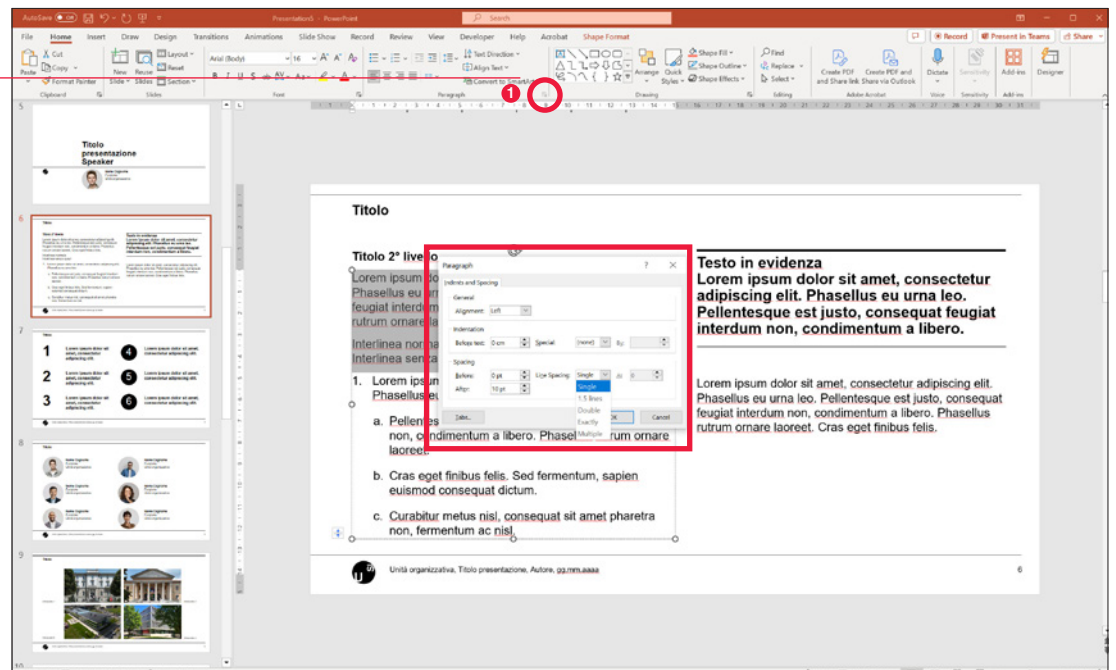 AutoSave On
Presentation5 - PowerPoint
Search
File Home Insert Draw Design Transitions Animations Slide Show Record Review View Developer Help Acrobat Shape Format
Record Present in Teams Share
Paste
Cut
Copy
Format Painter
Clipboard
New Slide
Reuse Slides
Layout
Reset
Section
Slides
Arial (Body) 16
Font
Text Direction
Align Text
Convert to SmartArt
Paragraph
1
Arrange
Quick Styles
Shape Fill
Shape Outline
Shape Effects
Drawing
Find
Replace
Select
Editing
Create PDF and Share link
Create PDF and Share via Outlook
Adobe Acrobat
Dictate
Voice
Sensitivity
Sensitivity
Add-ins
Add-ins
Designer
5
Titolo
presentazione
Speaker
6
7
1
2
3
4
5
6
8
9
10
Titolo
Titolo 2° livello
Lorem ipsum do
Phasellus eu urn
feugiat interdum
rutrum ornare la
Interlinea norma
Interlinea senza
1. Lorem ipsum
Phasellus eu
a. Pellentes
non, condimentum a libero. Phasel rum ornare
laoreet.
b. Cras eget finibus felis. Sed fermentum, sapien
euismod consequat dictum.
c. Curabitur metus nisl, consequat sit amet pharetra
non, fermentum ac nisl.
Paragraph ? ×
Indents and Spacing
General
Alignment: Left
Indentation
Before text: 0 cm Special: (none) By:
Spacing
Before: 0 pt Line Spacing: Single At 0
After: 10 pt
Single
1.5 lines
Double
Exactly
Multiple
Tabs... OK Cancel
Testo in evidenza
Lorem ipsum dolor sit amet, consectetur
adipiscing elit. Phasellus eu urna leo.
Pellentesque est justo, consequat feugiat
interdum non, condimentum a libero.
Lorem ipsum dolor sit amet, consectetur adipiscing elit.
Phasellus eu urna leo. Pellentesque est justo, consequat
feugiat interdum non, condimentum a libero. Phasellus
rutrum ornare laoreet. Cras eget finibus felis.
Unità organizzativa, Titolo presentazione, Autore, gg.mm.aaaa
6